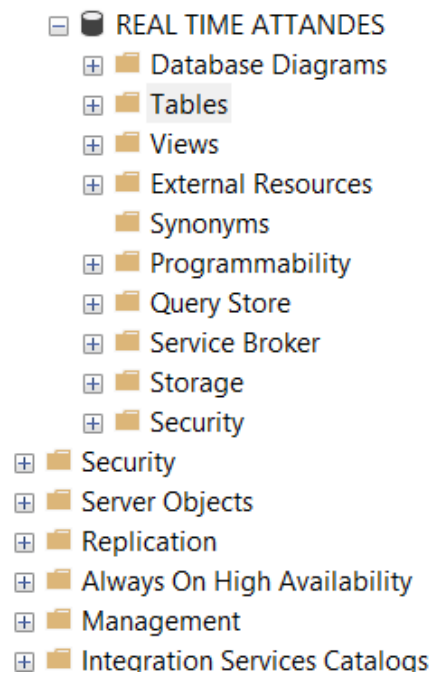 REAL TIME ATTANDES
Database Diagrams
Tables
Views
External Resources
Synonyms
Programmability
Query Store
Service Broker
Storage
Security
Security
Server Objects
Replication
Always On High Availability
Management
Integration Services Catalogs